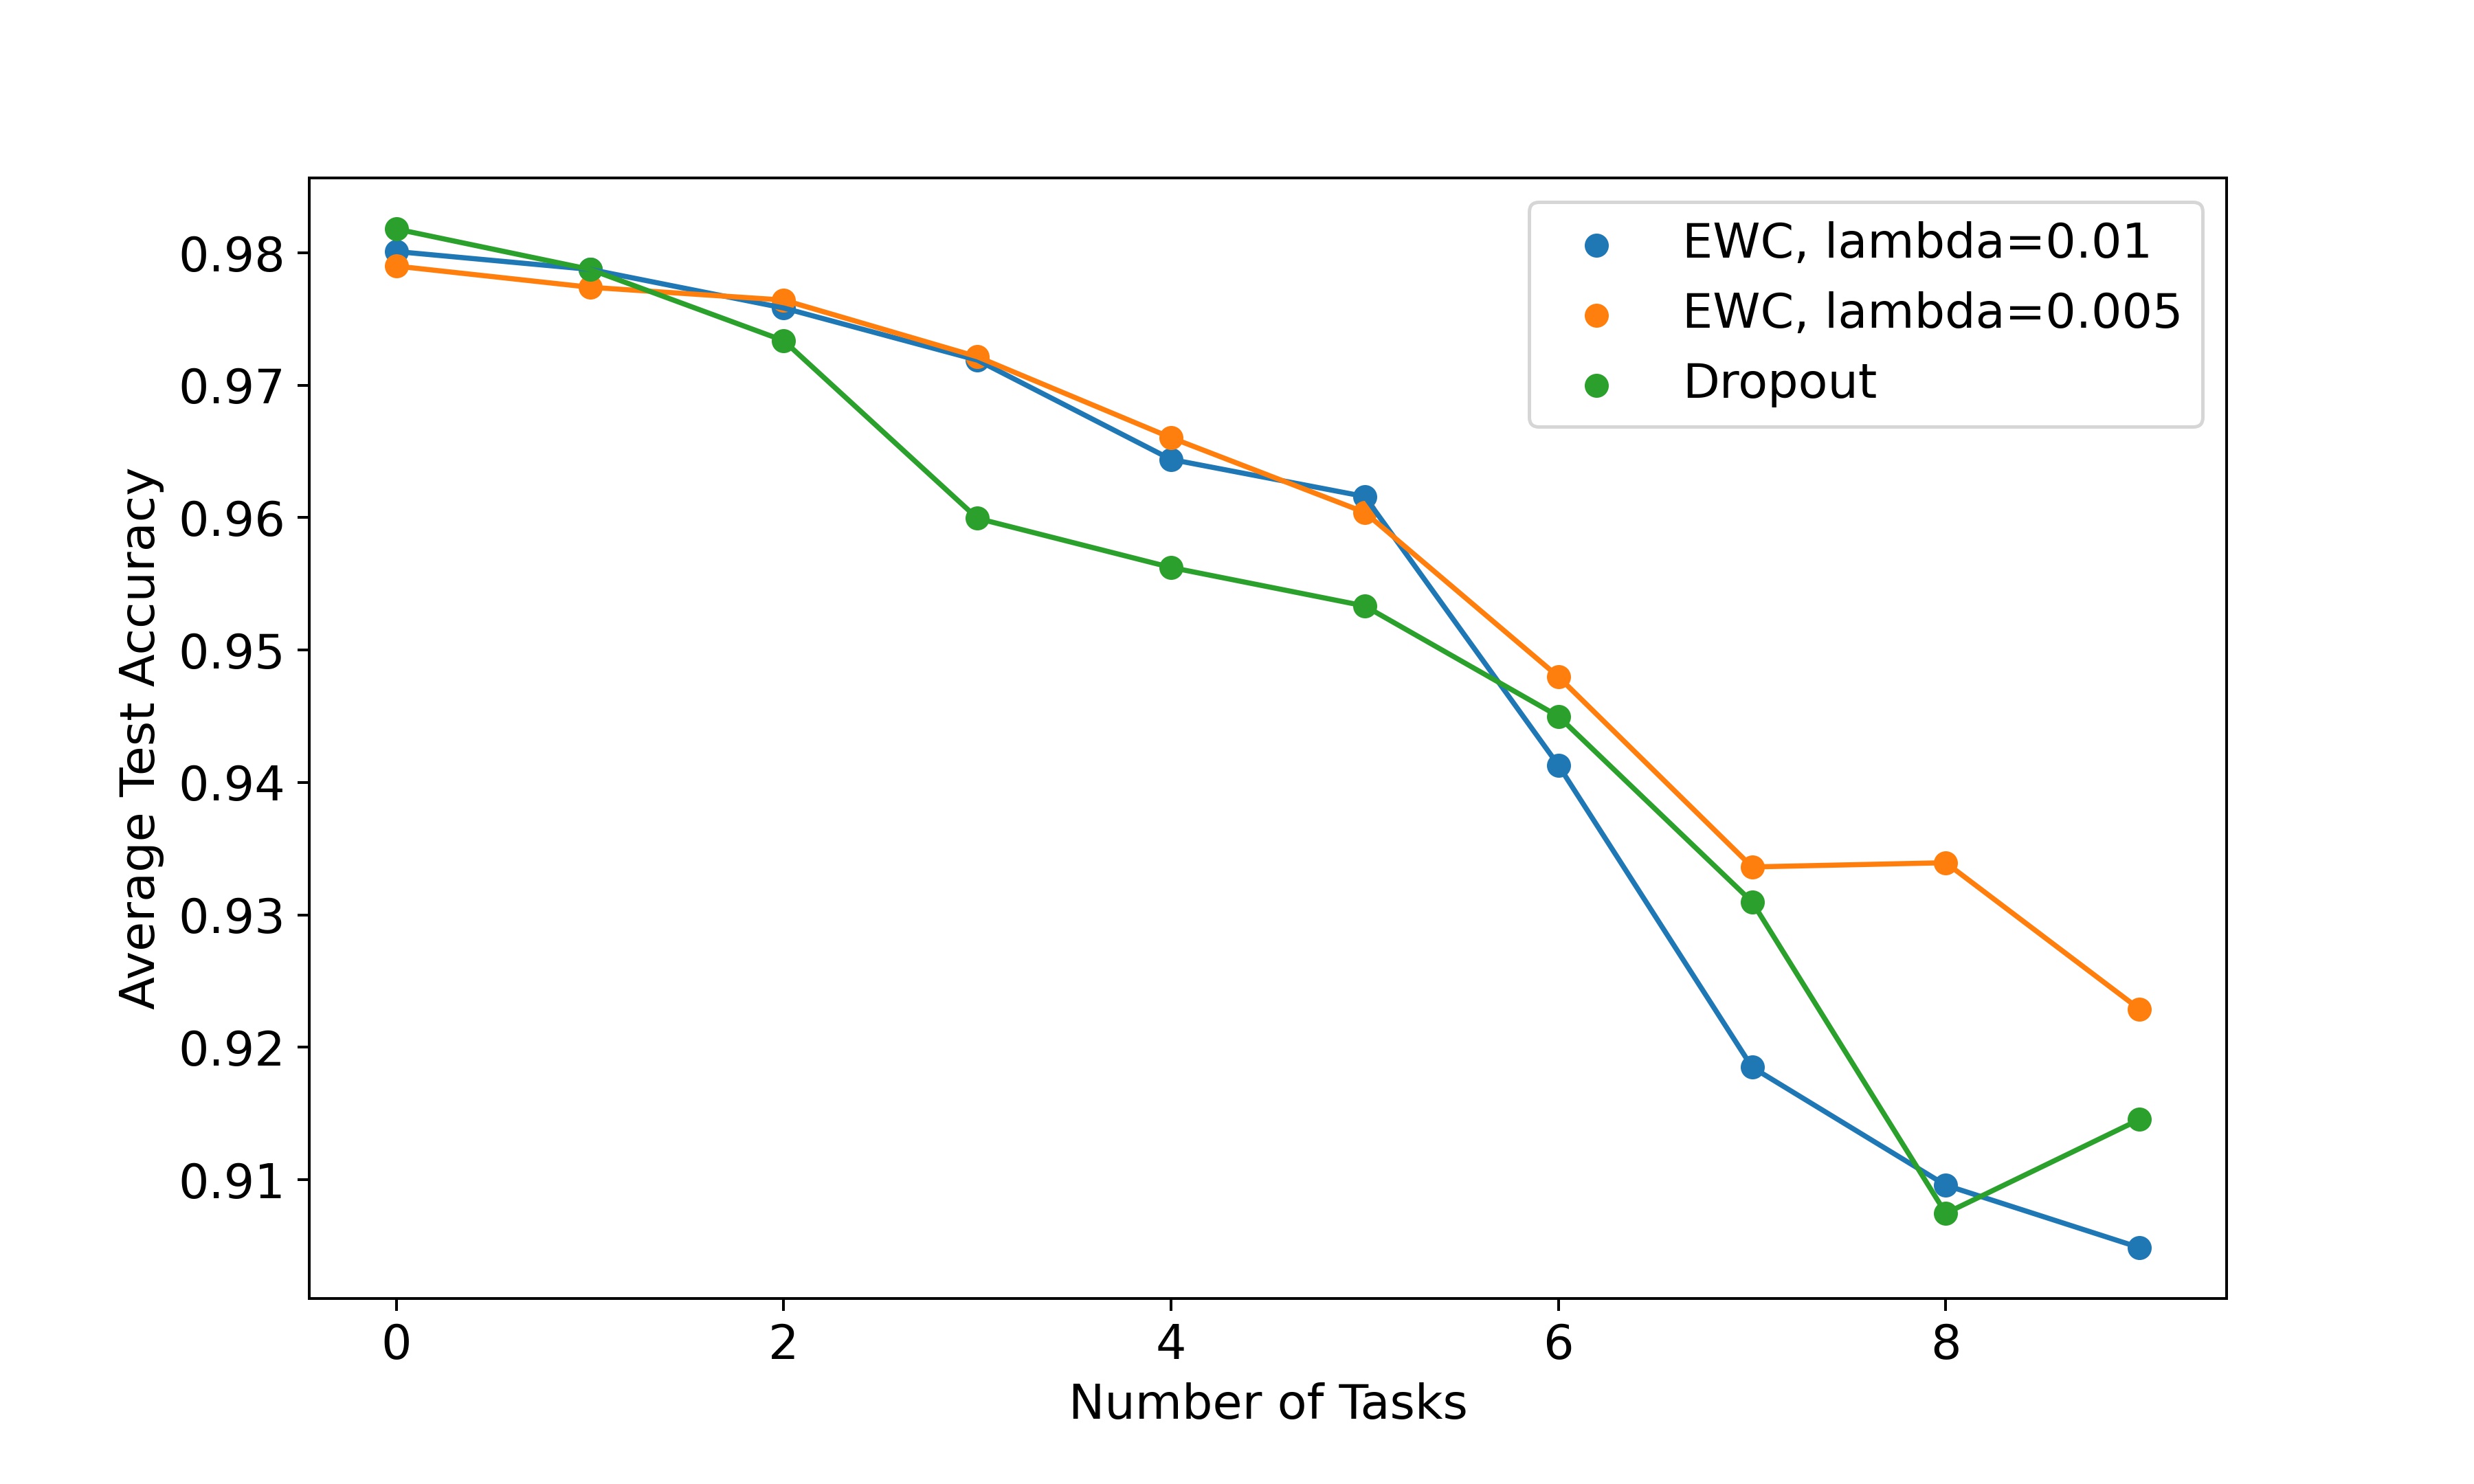 EWC, lambda=0.01
EWC, lambda=0.005
Dropout
Average Test Accuracy
0.98
0.97
0.96
0.95
0.94
0.93
0.92
0.91
0
2
4
6
8
Number of Tasks